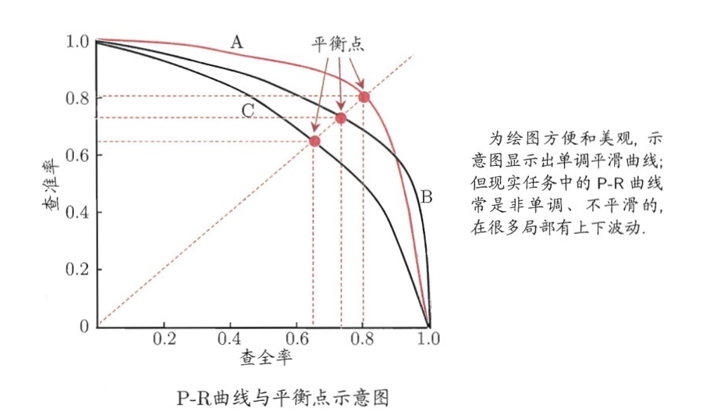 1.0
A
平衡点
0.8
C
0.6
查准率
B
0.4
0.2
0
0.2
0.4
0.6
0.8
1.0
查全率
P-R曲线与平衡点示意图
为绘图方便和美观, 示
意图显示出单调平滑曲线;
但现实任务中的 P-R 曲线
常是非单调、不平滑的,
在很多局部有上下波动.